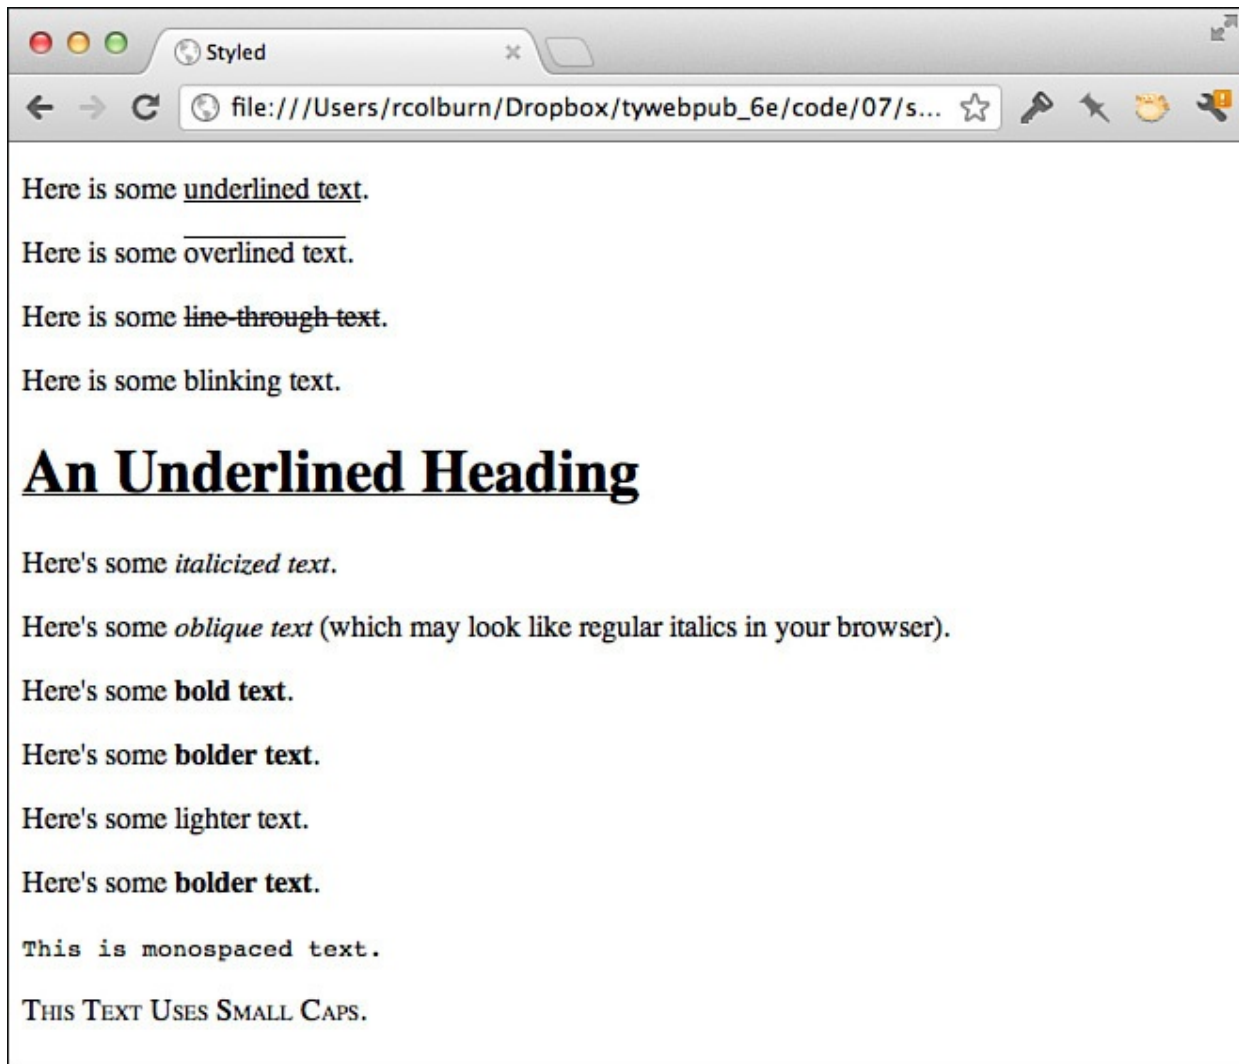 Styled
file:///Users/rcolburn/Dropbox/tywebpub_6e/code/07/s...
Here is some underlined text.
Here is some overlined text.
Here is some line-through text.
Here is some blinking text.
An Underlined Heading
Here's some italicized text.
Here's some oblique text (which may look like regular italics in your browser).
Here's some bold text.
Here's some bolder text.
Here's some lighter text.
Here's some bolder text.
This is monospaced text.
This Text Uses Small Caps.